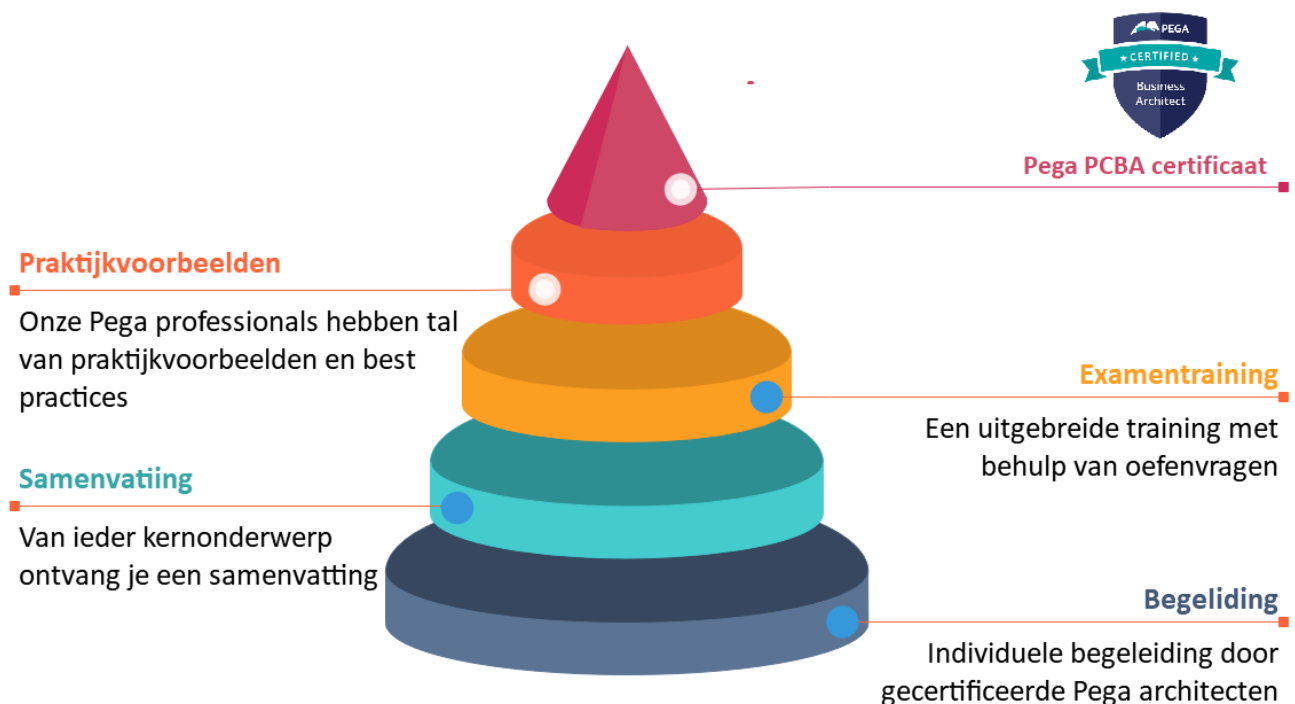 PEGA
CERTIFIED
Business
Architect
Pega PCBA certificaat
Praktijkvoorbeelden
Onze Pega professionals hebben tal
van praktijkvoorbeelden en best
practices
Examentraining
Een uitgebreide training met
behulp van oefenvragen
Samenvatiing
Van ieder kernonderwerp
ontvang je een samenvatting
Begeliding
Individuele begeleiding door
gecertificeerde Pega architecten